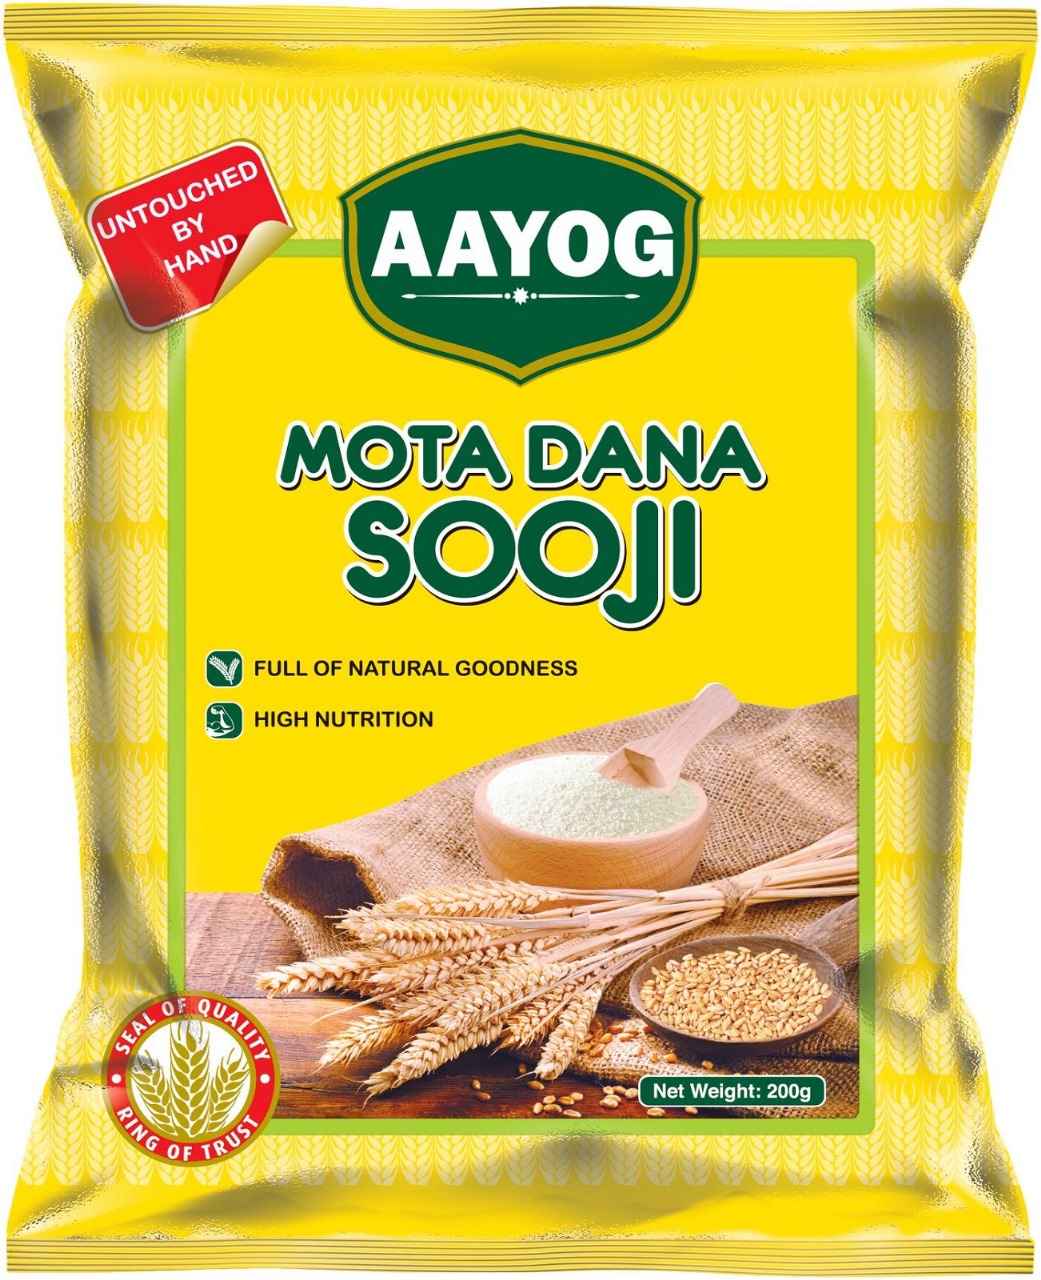 UNTOUCHED
BY
HAND
AAYOG
MOTA DANA
SOOJI
FULL OF NATURAL GOODNESS
HIGH NUTRITION
SEAL OF QUALITY
RING OF TRUST
Net Weight: 200g